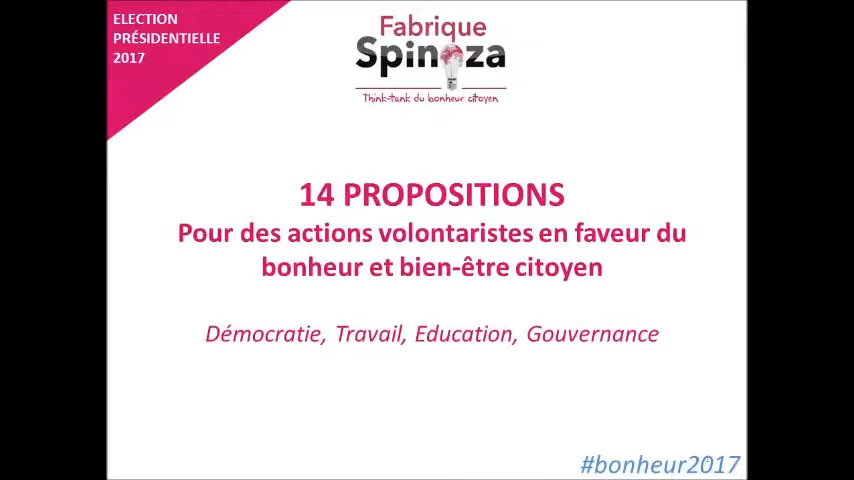 ELECTION
PRÉSIDENTIELLE
2017
Fabrique
Spinoza
Think-tank du bonheur citoyen
14 PROPOSITIONS
Pour des actions volontaristes en faveur du
bonheur et bien-être citoyen
Démocratie, Travail, Education, Gouvernance
#bonheur2017